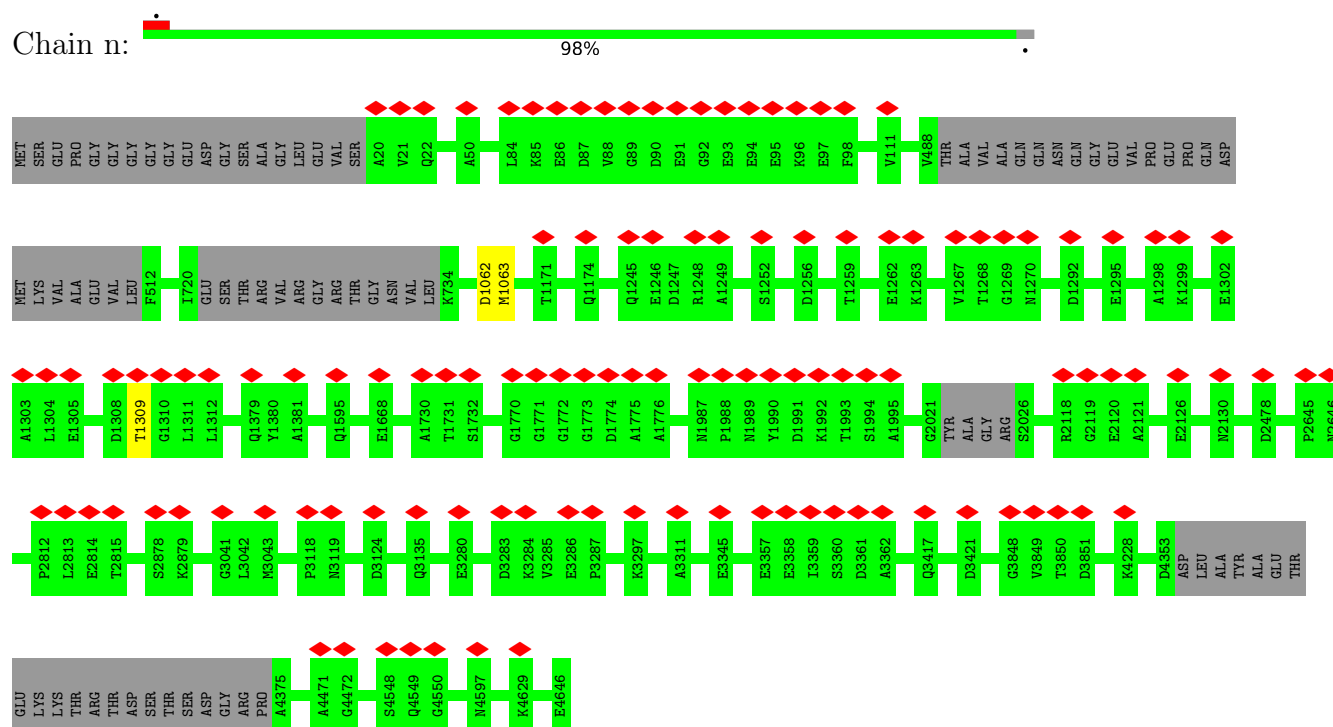 Chain n:
98%
MET SER GLU PRO GLY GLY GLY GLY GLY GLU ASP GLY SER ALA GLY LEU GLU VAL SER A20 V21 Q22 A50 L84 K85 E86 D87 V88 G89 D90 E91 G92 E93 E94 E95 K96 E97 F98 V111 V488 THR ALA VAL ALA GLN GLN ASN GLN GLY GLU VAL PRO GLU PRO GLN ASP
MET LYS VAL ALA GLU VAL LEU F512 I720 GLU SER THR ARG VAL ARG GLY ARG THR GLY ASN VAL LEU K734 D1062 M1063 T1171 Q1174 Q1245 E1246 D1247 R1248 A1249 S1252 D1256 T1259 E1262 K1263 V1267 T1268 G1269 N1270 D1292 E1295 A1298 K1299 E1302
A1303 L1304 E1305 D1308 T1309 G1310 L1311 L1312 Q1379 Y1380 A1381 Q1595 E1668 A1730 T1731 S1732 G1770 G1771 G1772 G1773 D1774 A1775 A1776 N1987 P1988 N1989 Y1990 D1991 K1992 T1993 S1994 A1995 G2021 TYR ALA GLY ARG S2026 R2118 G2119 E2120 A2121 E2126 N2130 D2478 P2645 N2646
P2812 L2813 E2814 T2815 S2878 K2879 G3041 L3042 M3043 P3118 N3119 D3124 Q3135 E3280 D3283 K3284 V3285 E3286 P3287 K3297 A3311 E3345 E3357 E3358 I3359 S3360 D3361 A3362 Q3417 D3421 G3848 V3849 T3850 D3851 K4228 D4353 ASP LEU ALA TYR ALA GLU THR
GLU LYS LYS THR ARG THR ASP SER THR SER ASP GLY ARG PRO A4375 A4471 G4472 S4548 Q4549 G4550 N4597 K4629 E4646